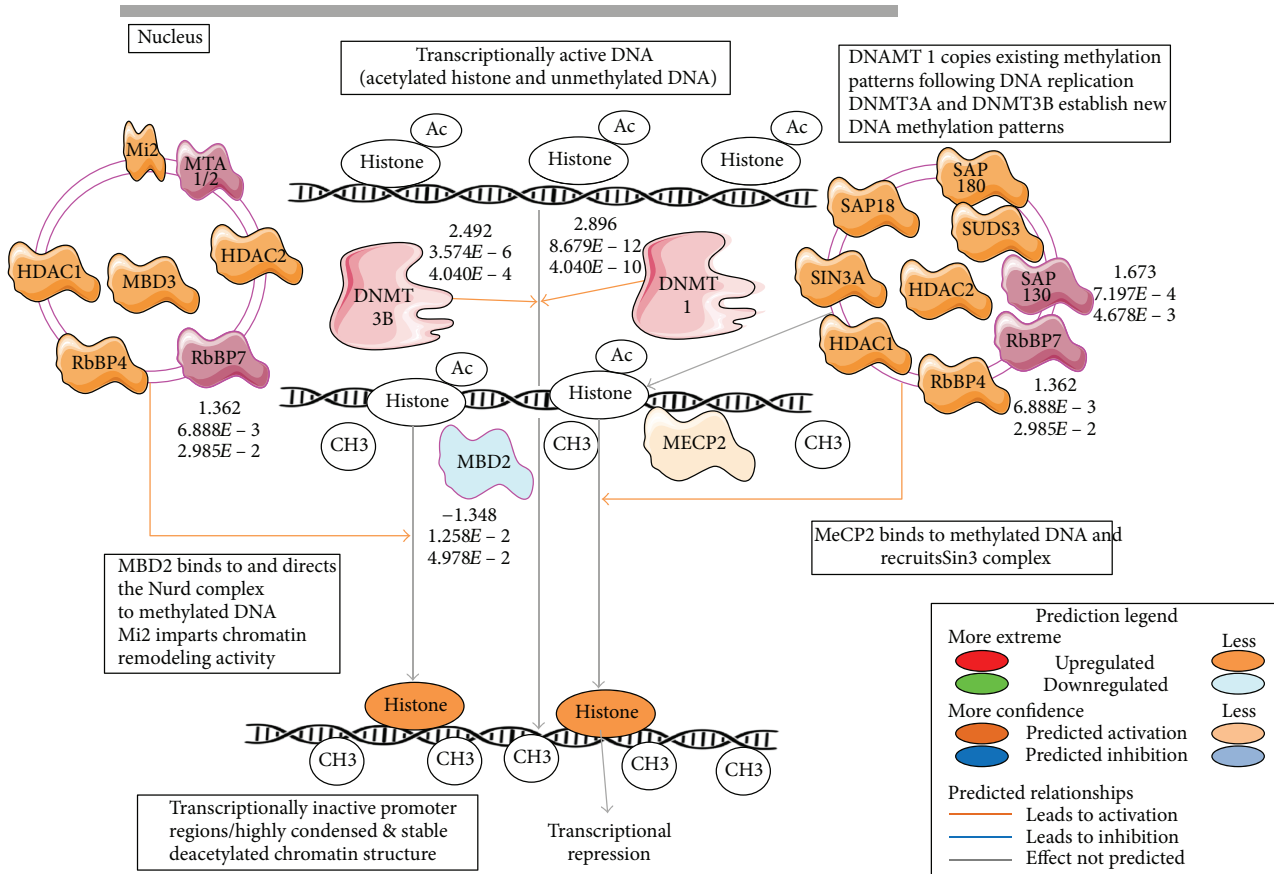 Nucleus
Transcriptionally active DNA
(acetylated histone and unmethylated DNA)
DNAMT 1 copies existing methylation
patterns following DNA replication
DNMT3A and DNMT3B establish new
DNA methylation patterns
Ac
Ac
Ac
Histone
Histone
Histone
Mi2
MTA
1/2
HDAC1
MBD3
HDAC2
RbBP4
RbBP7
1.362
6.888E – 3
2.985E – 2
2.492
3.574E – 6
4.040E – 4
2.896
8.679E – 12
4.040E – 10
DNMT
3B
DNMT
1
SAP
180
SAP18
SUDS3
SIN3A
HDAC2
SAP
130
1.673
7.197E – 4
4.678E – 3
HDAC1
RbBP7
RbBP4
1.362
6.888E – 3
2.985E – 2
Ac
Ac
Histone
Histone
CH3
MBD2
CH3
MECP2
CH3
−1.348
1.258E – 2
4.978E – 2
MBD2 binds to and directs
the Nurd complex
to methylated DNA
Mi2 imparts chromatin
remodeling activity
MeCP2 binds to methylated DNA and
recruitsSin3 complex
Histone
Histone
CH3
CH3
CH3
CH3
CH3
Transcriptionally inactive promoter
regions/highly condensed & stable
deacetylated chromatin structure
Transcriptional
repression
Prediction legend
More extreme Less
Upregulated
Downregulated
More confidence Less
Predicted activation
Predicted inhibition
Predicted relationships
Leads to activation
Leads to inhibition
Effect not predicted